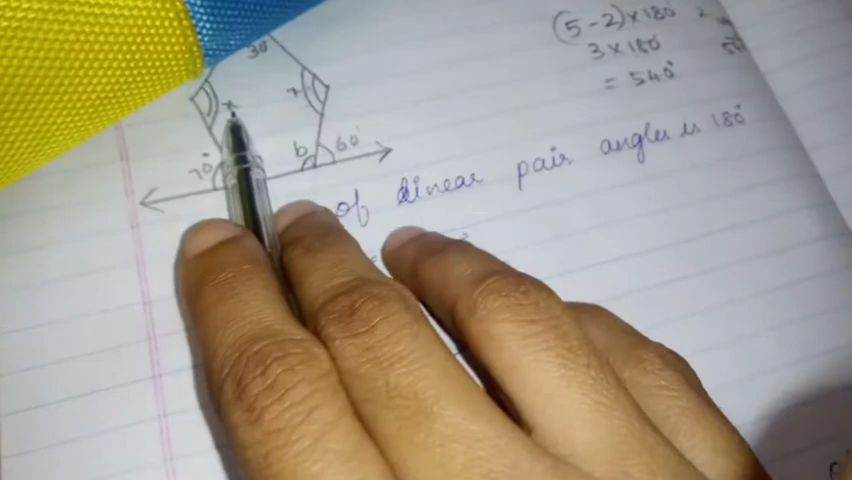 (5-2)×180°
3×180°
= 540°
30°
x
x
70°
b
60°
of linear pair angles is 180°